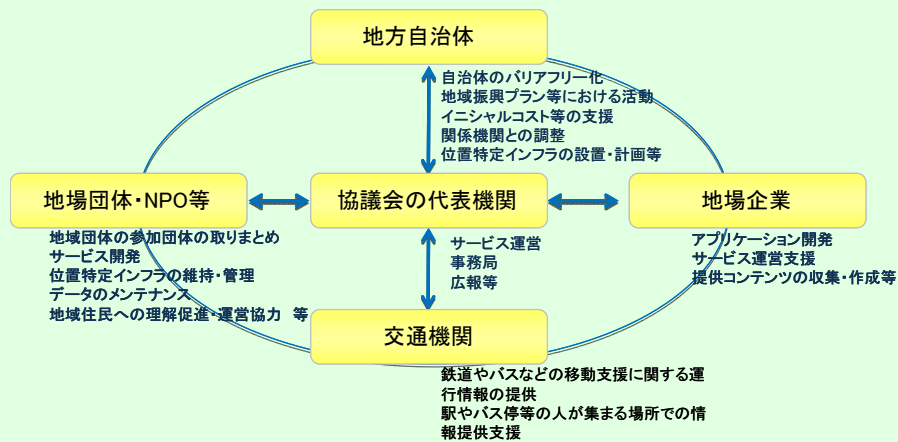 地方自治体
自治体のバリアフリー化
地域振興プラン等における活動
イニシャルコスト等の支援
関係機関との調整
位置特定インフラの設置・計画等
地場団体・NPO等
協議会の代表機関
地場企業
地域団体の参加団体の取りまとめ
サービス開発
位置特定インフラの維持・管理
データのメンテナンス
地域住民への理解促進・運営協力　等
サービス運営
事務局
広報等
アプリケーション開発
サービス運営支援
提供コンテンツの収集・作成等
交通機関
鉄道やバスなどの移動支援に関する運
行情報の提供
駅やバス停等の人が集まる場所での情
報提供支援